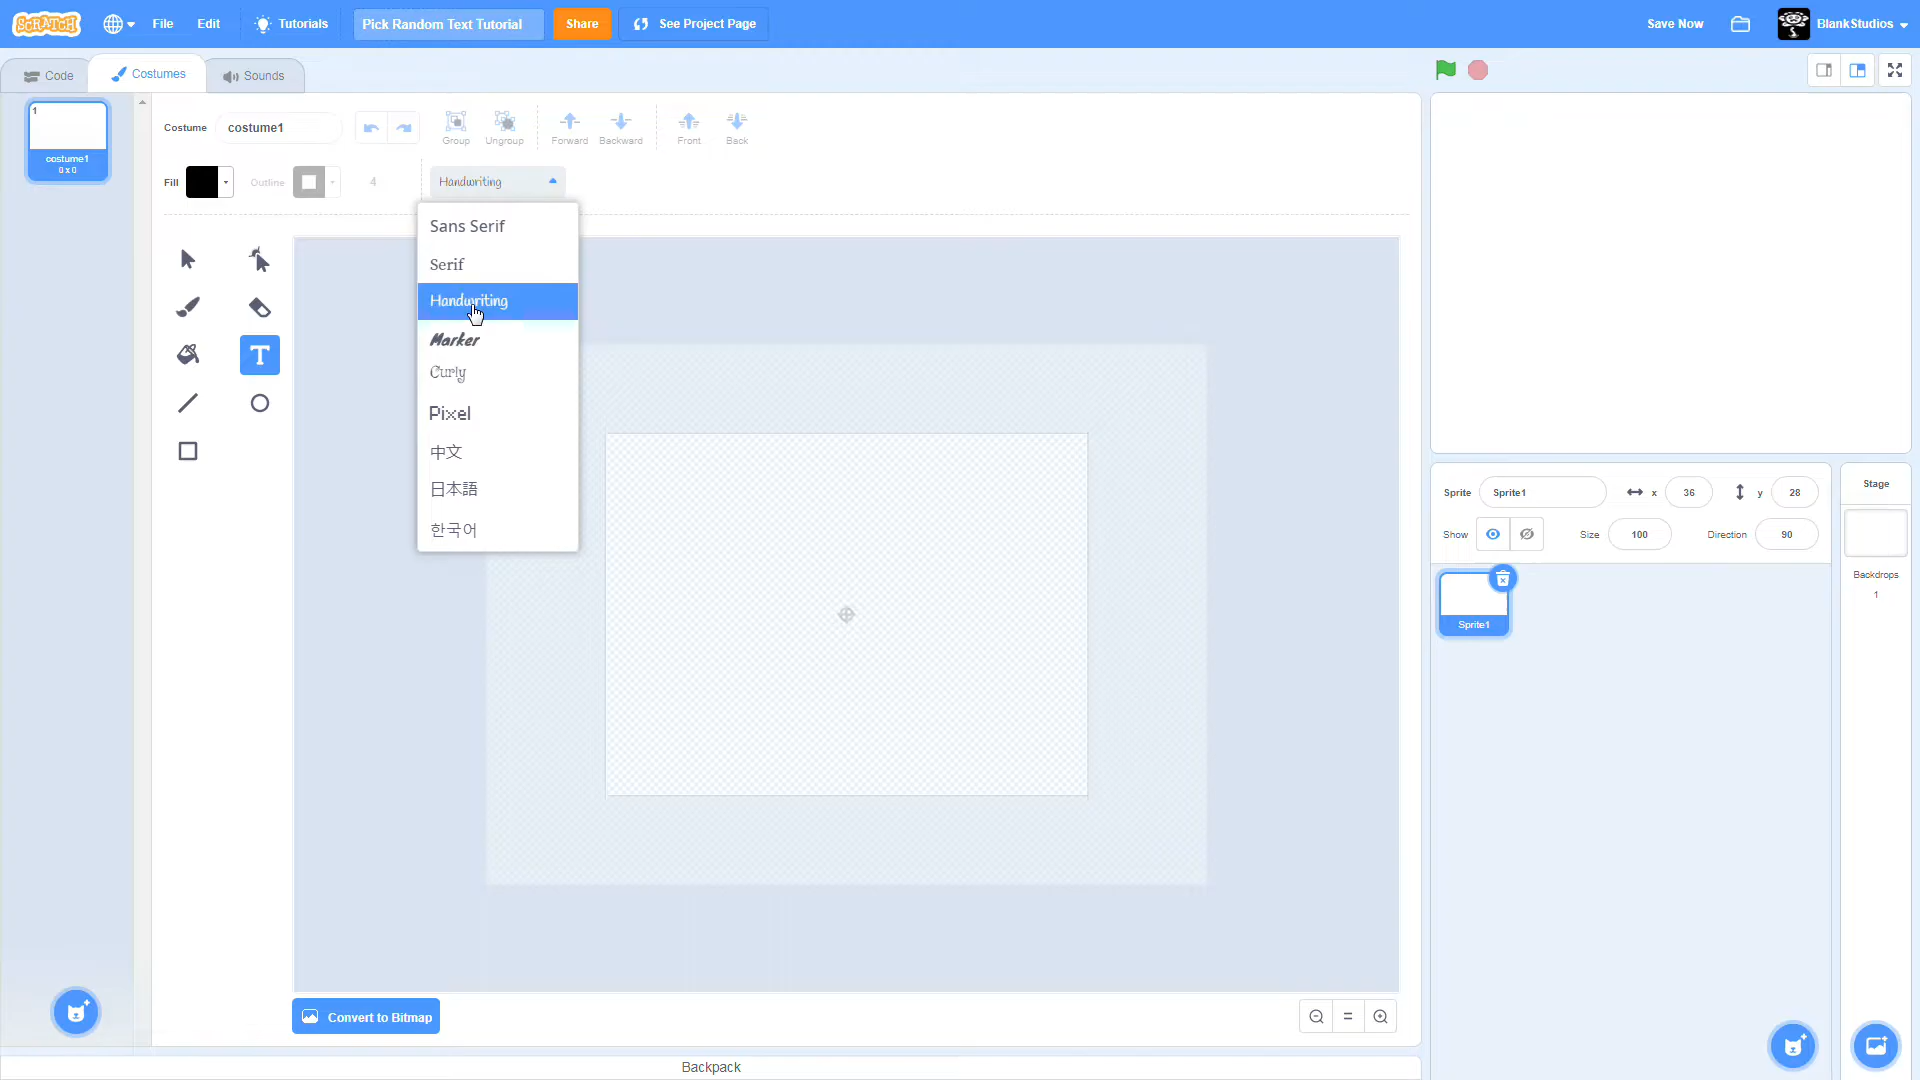 SCRATCH File Edit Tutorials Pick Random Text Tutorial Share See Project Page Save Now BlankStudios
Code Costumes Sounds
1
costume1
0 x 0
Costume costume1 Group Ungroup Forward Backward Front Back
Fill Outline 4 Handwriting
Sans Serif
Serif
Handwriting
Marker
Curly
Pixel
中文
日本語
한국어
T
Convert to Bitmap
Backpack
Sprite Sprite1 x 36 y 28
Show Size 100 Direction 90
Sprite1
Stage
Backdrops
1